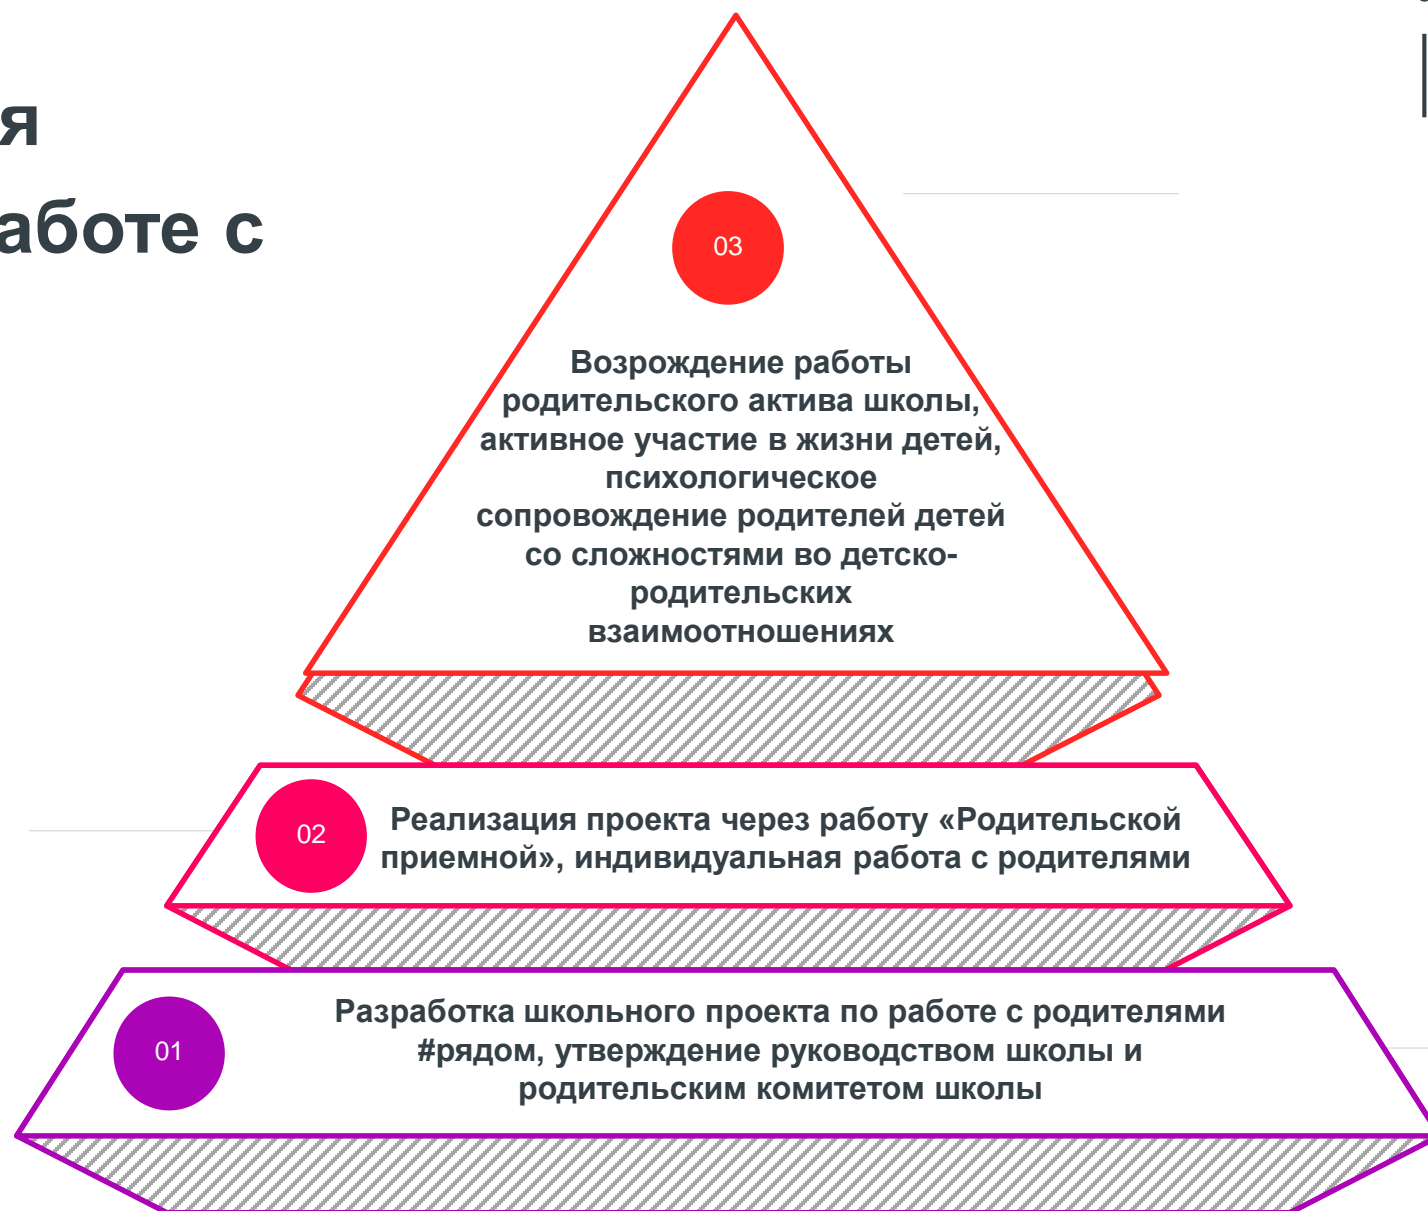 я
аботе с
03
Возрождение работы
родительского актива школы,
активное участие в жизни детей,
психологическое
сопровождение родителей детей
со сложностями во детско-
родительских
взаимоотношениях
02
Реализация проекта через работу «Родительской
приемной», индивидуальная работа с родителями
01
Разработка школьного проекта по работе с родителями
#рядом, утверждение руководством школы и
родительским комитетом школы